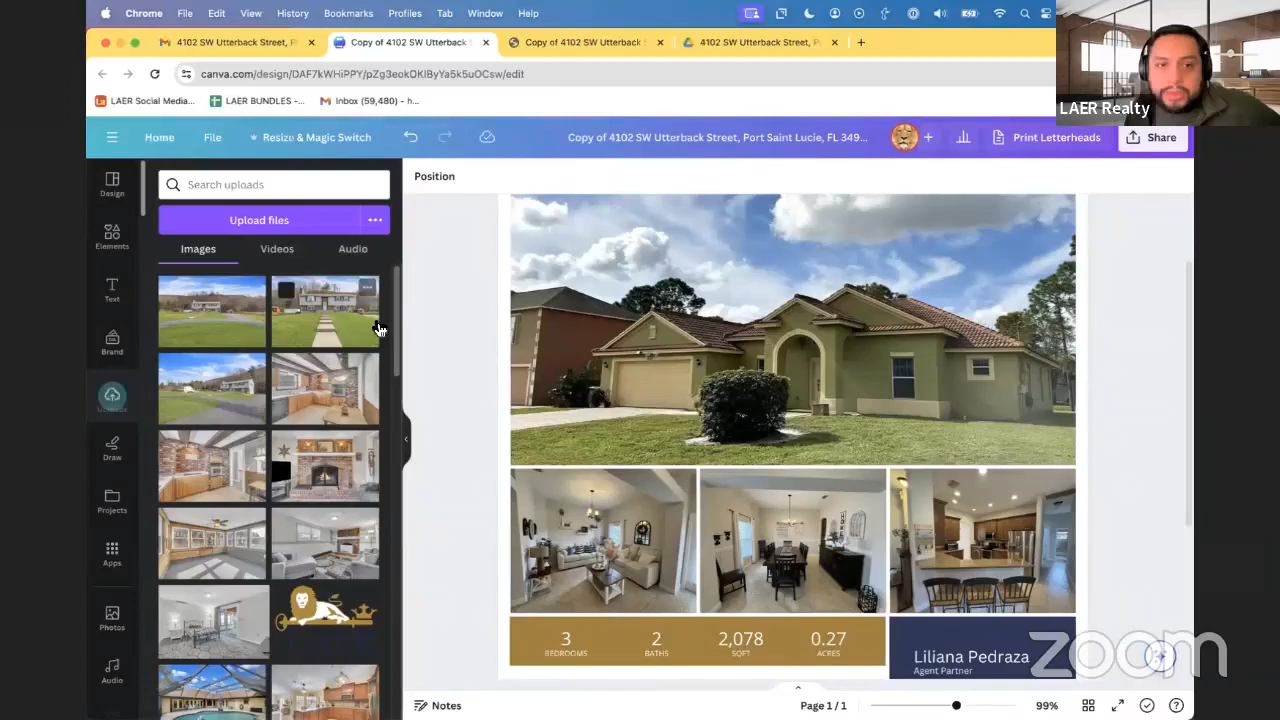 Chrome File Edit View History Bookmarks Profiles Tab Window Help
4102 SW Utterback Street, P
Copy of 4102 SW Utterback S
Copy of 4102 SW Utterback S
4102 SW Utterback Street, P
canva.com/design/DAF7kWHiPPY/pZg3eokOKlByYa5k5uOCsw/edit
LAER Social Media...
LAER BUNDLES -...
Inbox (59,480) - h...
LAER Realty
Home File Resize & Magic Switch
Copy of 4102 SW Utterback Street, Port Saint Lucie, FL 349...
Print Letterheads
Share
Design
Elements
Text
Brand
Uploads
Draw
Projects
Apps
Photos
Audio
Search uploads
Upload files
Images Videos Audio
Position
3 2 2,078 0.27
BEDROOMS BATHS SQFT ACRES
Liliana Pedraza
Agent Partner
zoom
Notes
Page 1 / 1
99%